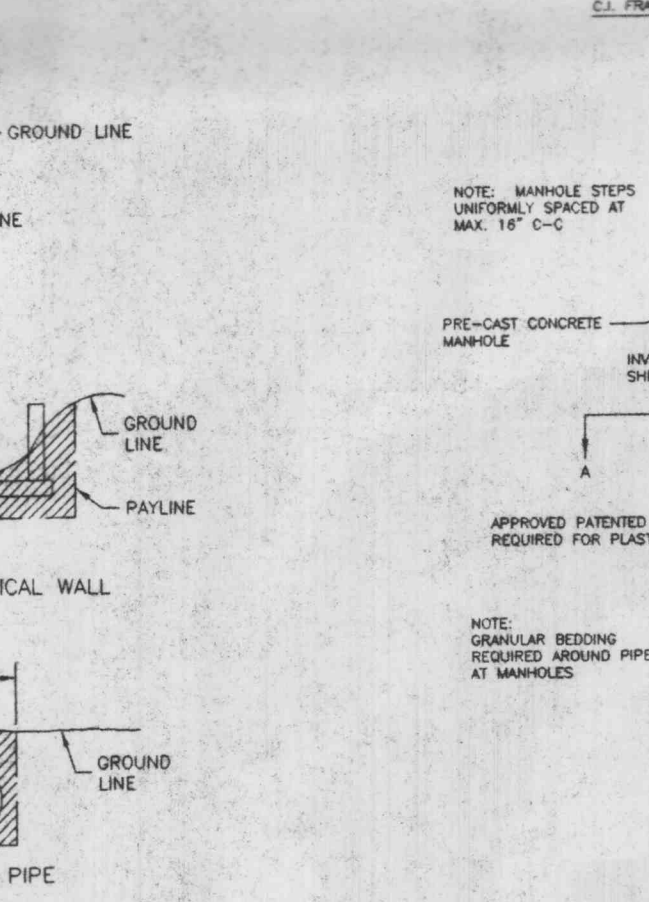 C.I. FRA
GROUND LINE
NE
NOTE: MANHOLE STEPS
UNIFORMLY SPACED AT
MAX. 16" C-C
PRE-CAST CONCRETE
MANHOLE
INV
SHE
A
GROUND
LINE
PAYLINE
APPROVED PATENTED
REQUIRED FOR PLAST
ICAL WALL
NOTE:
GRANULAR BEDDING
REQUIRED AROUND PIPE
AT MANHOLES
GROUND
LINE
PIPE